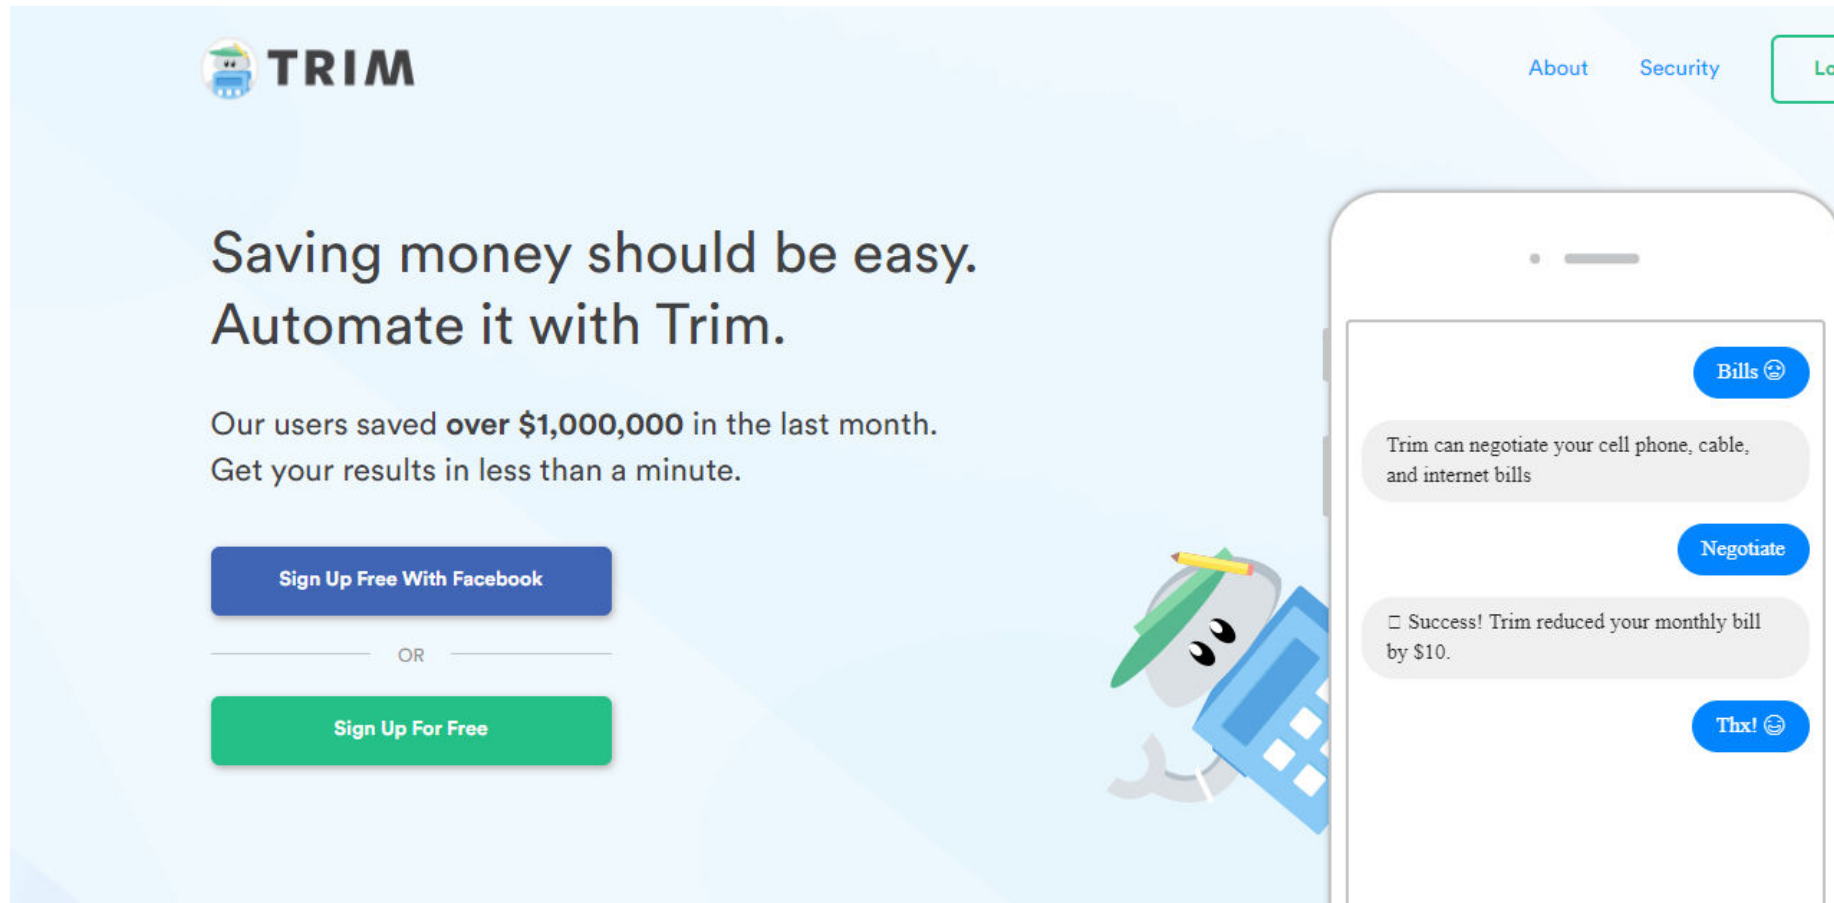 TRIM
About Security
Saving money should be easy.
Automate it with Trim.
Our users saved over $1,000,000 in the last month.
Get your results in less than a minute.
Sign Up Free With Facebook
OR
Sign Up For Free
Bills 😢
Trim can negotiate your cell phone, cable,
and internet bills
Negotiate
□ Success! Trim reduced your monthly bill
by $10.
Thx! 😂